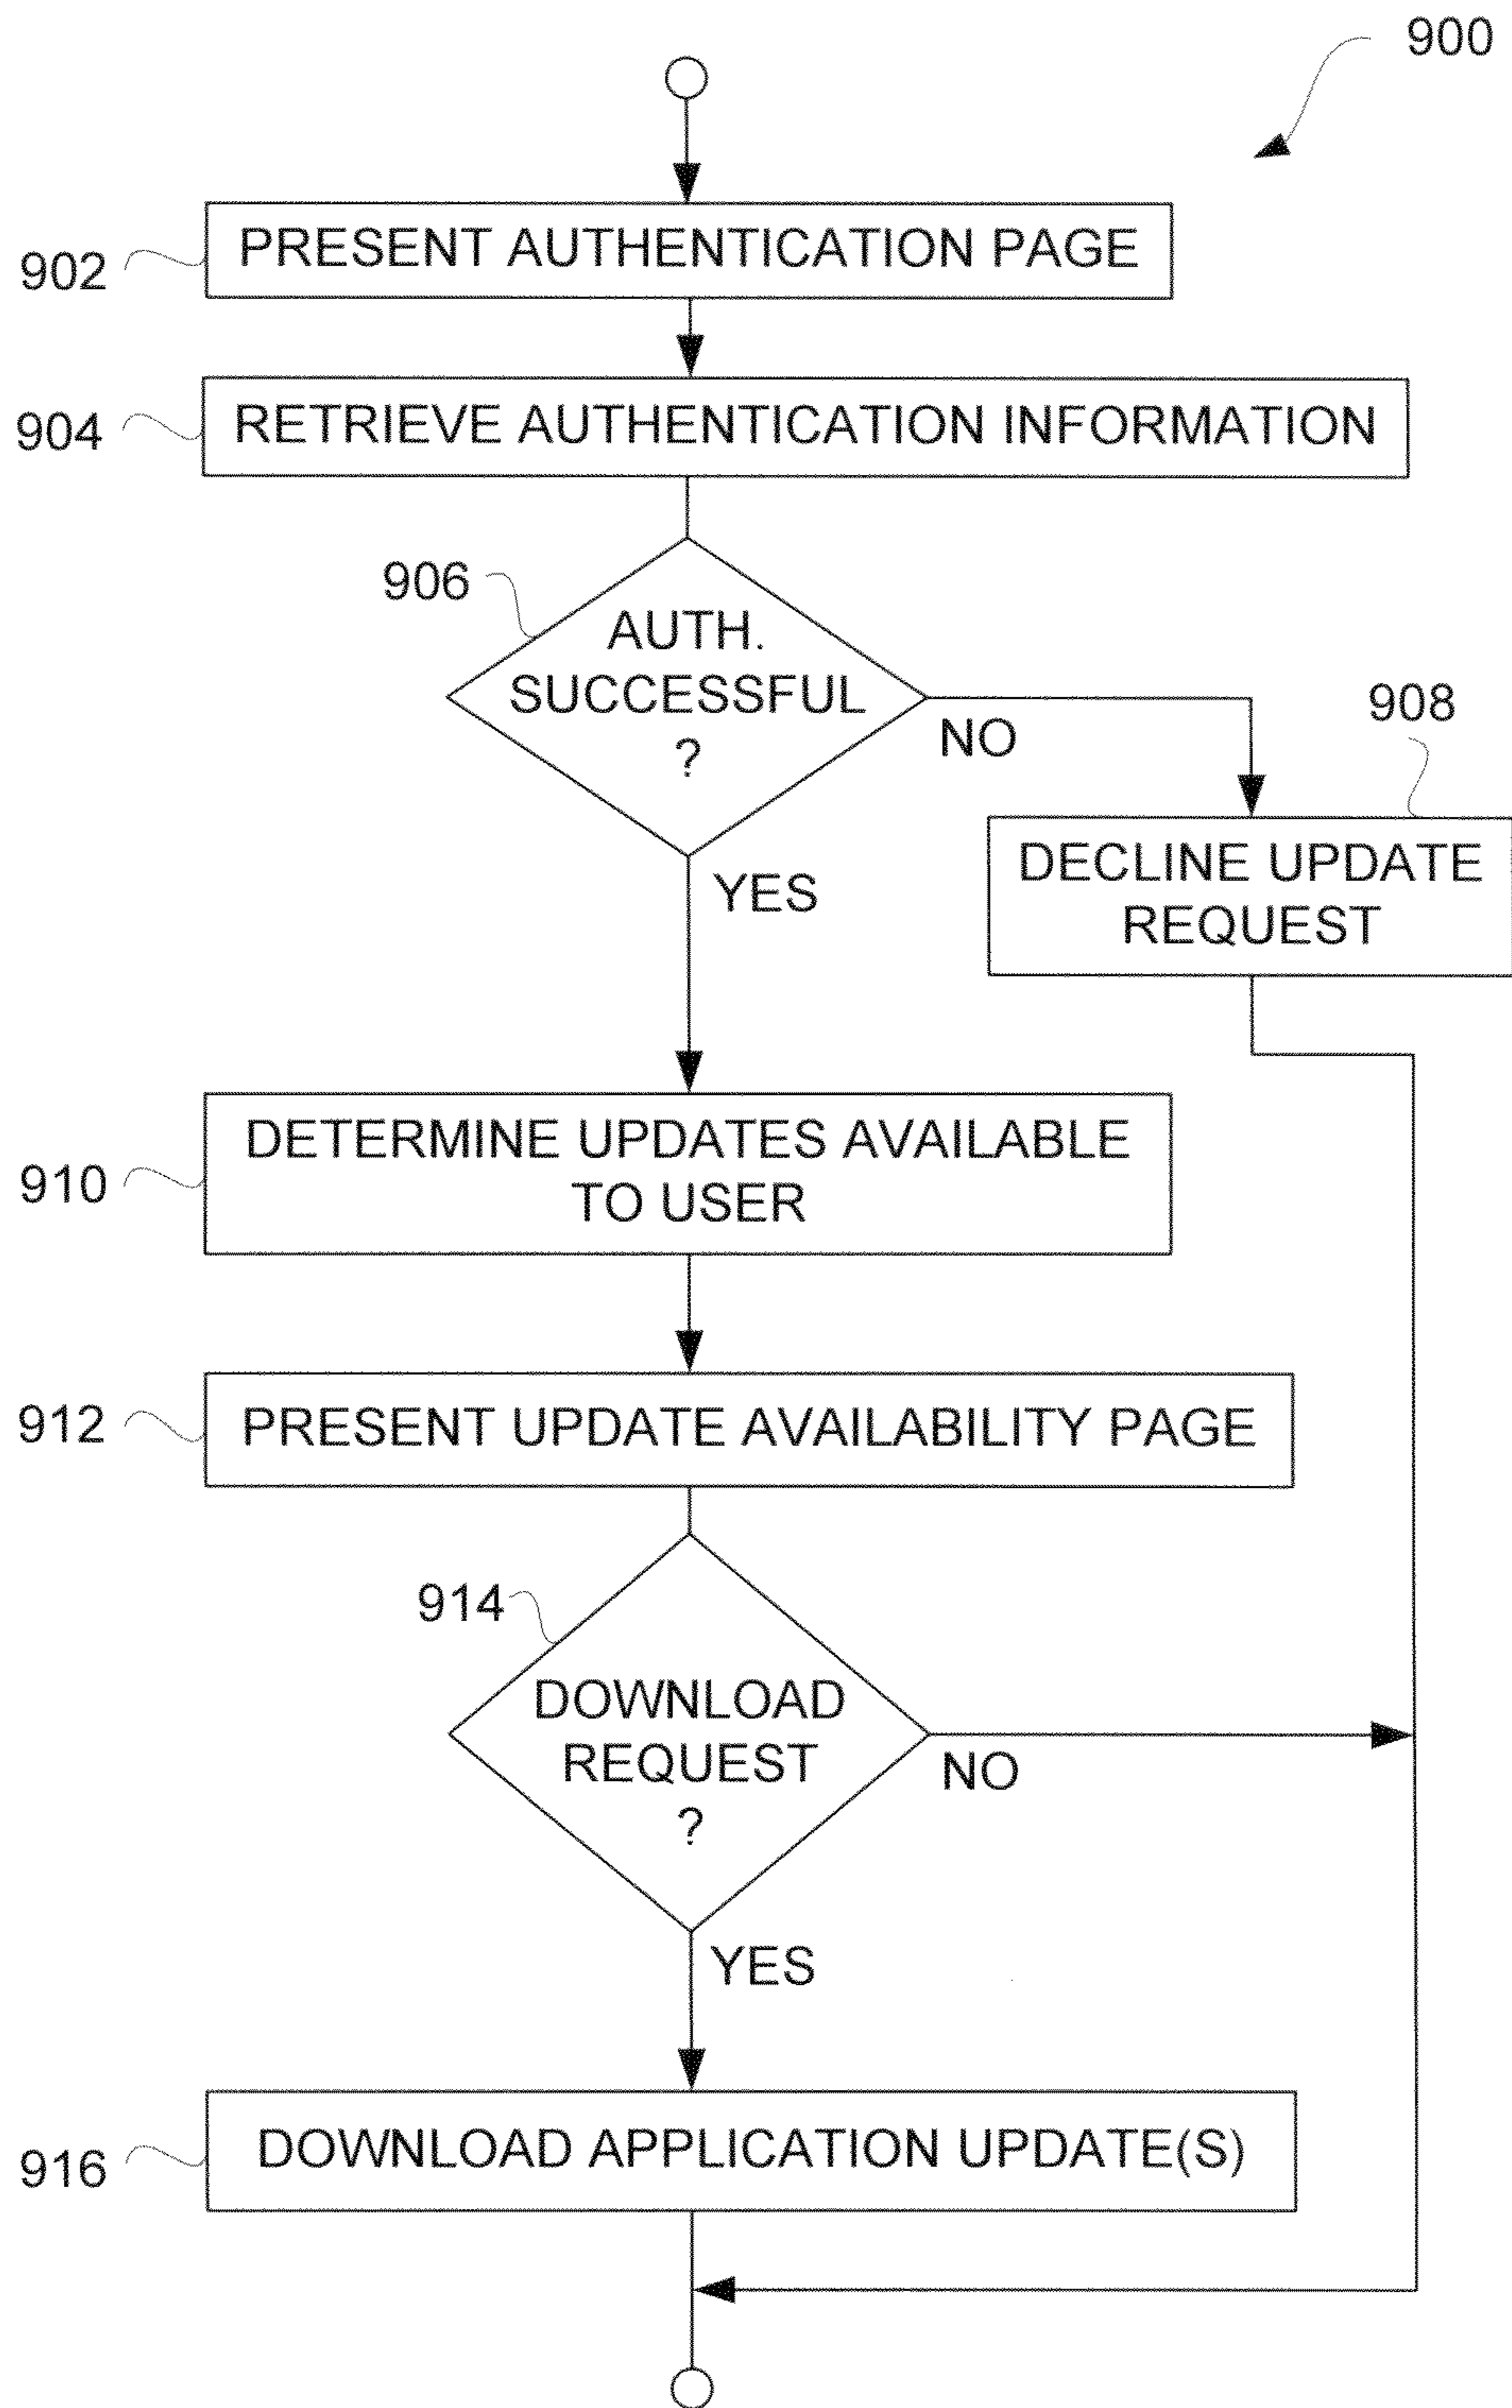 900
902
PRESENT AUTHENTICATION PAGE
904
RETRIEVE AUTHENTICATION INFORMATION
906
AUTH.
SUCCESSFUL
?
NO
908
YES
DECLINE UPDATE
REQUEST
910
DETERMINE UPDATES AVAILABLE
TO USER
912
PRESENT UPDATE AVAILABILITY PAGE
914
DOWNLOAD
REQUEST
?
NO
YES
916
DOWNLOAD APPLICATION UPDATE(S)